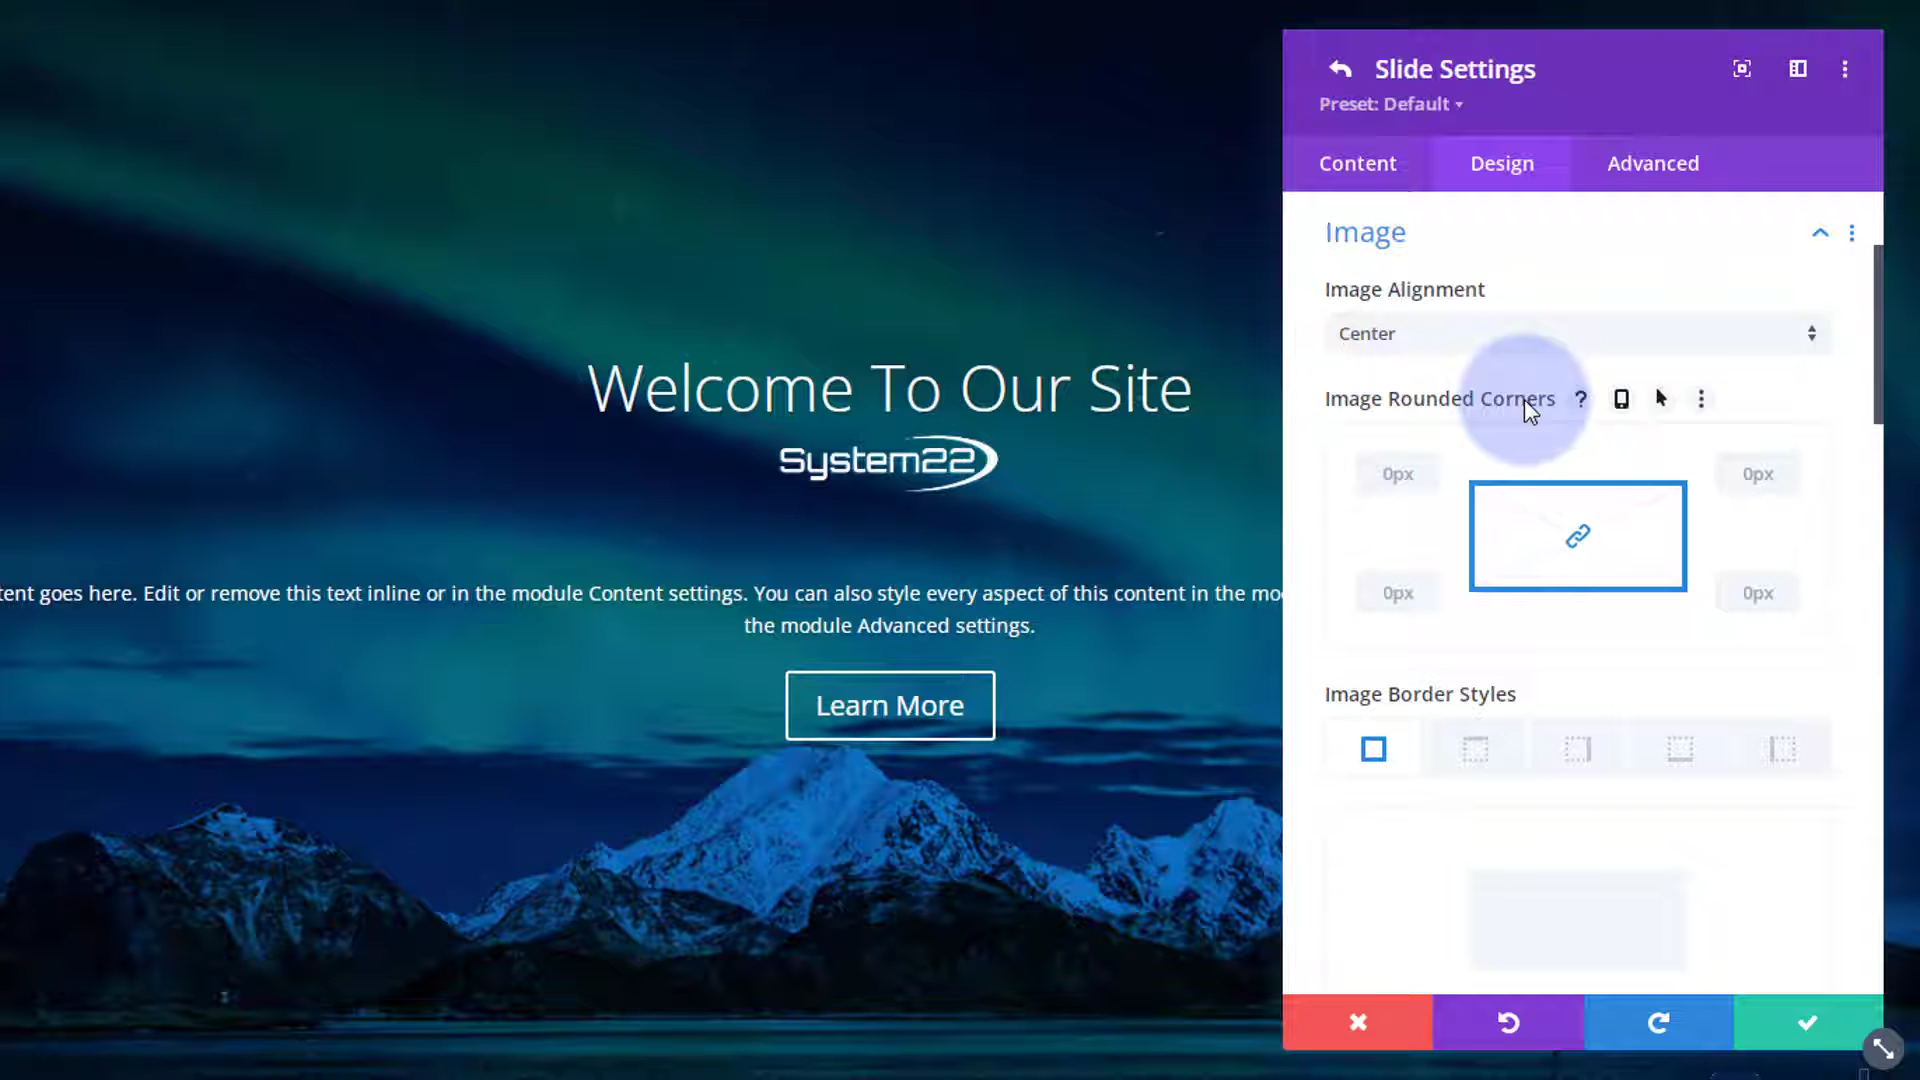 Welcome To Our Site
System22
tent goes here. Edit or remove this text inline or in the module Content settings. You can also style every aspect of this content in the mo
the module Advanced settings.
Learn More
Slide Settings
Preset: Default
Content Design Advanced
Image
Image Alignment
Center
Image Rounded Corners ?
0px 0px
0px 0px
Image Border Styles